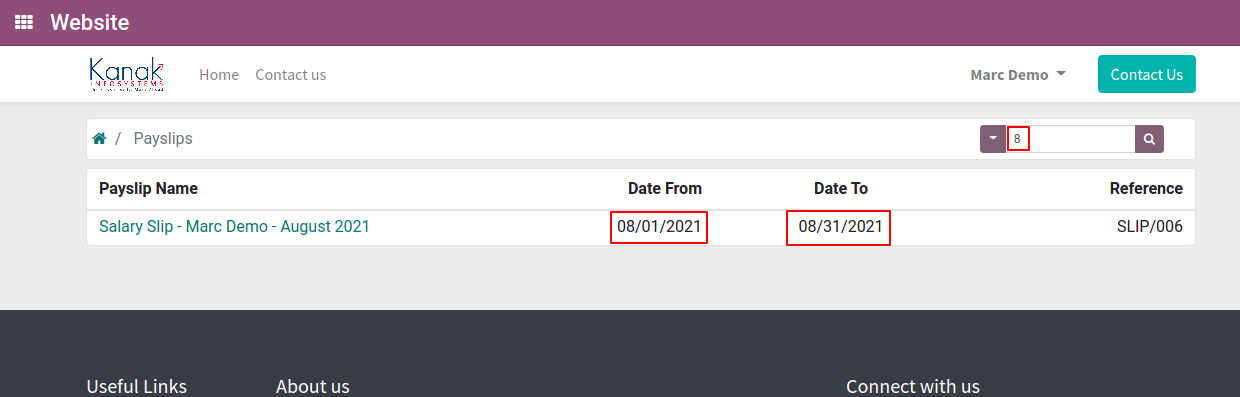 Website
Kanak
INFOSYSTEMS
Home Contact us Marc Demo Contact Us
/ Payslips 8
Payslip Name Date From Date To Reference
Salary Slip - Marc Demo - August 2021 08/01/2021 08/31/2021 SLIP/006
Useful Links About us Connect with us